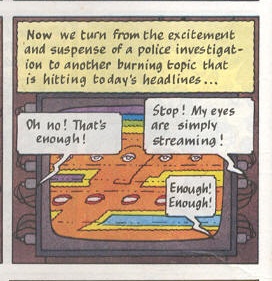 Now we turn from the excitement
and suspense of a police investigat-
ion to another burning topic that
is hitting today's headlines...
Oh no! That's
enough!
Stop! My eyes
are simply
streaming!
Enough!
Enough!